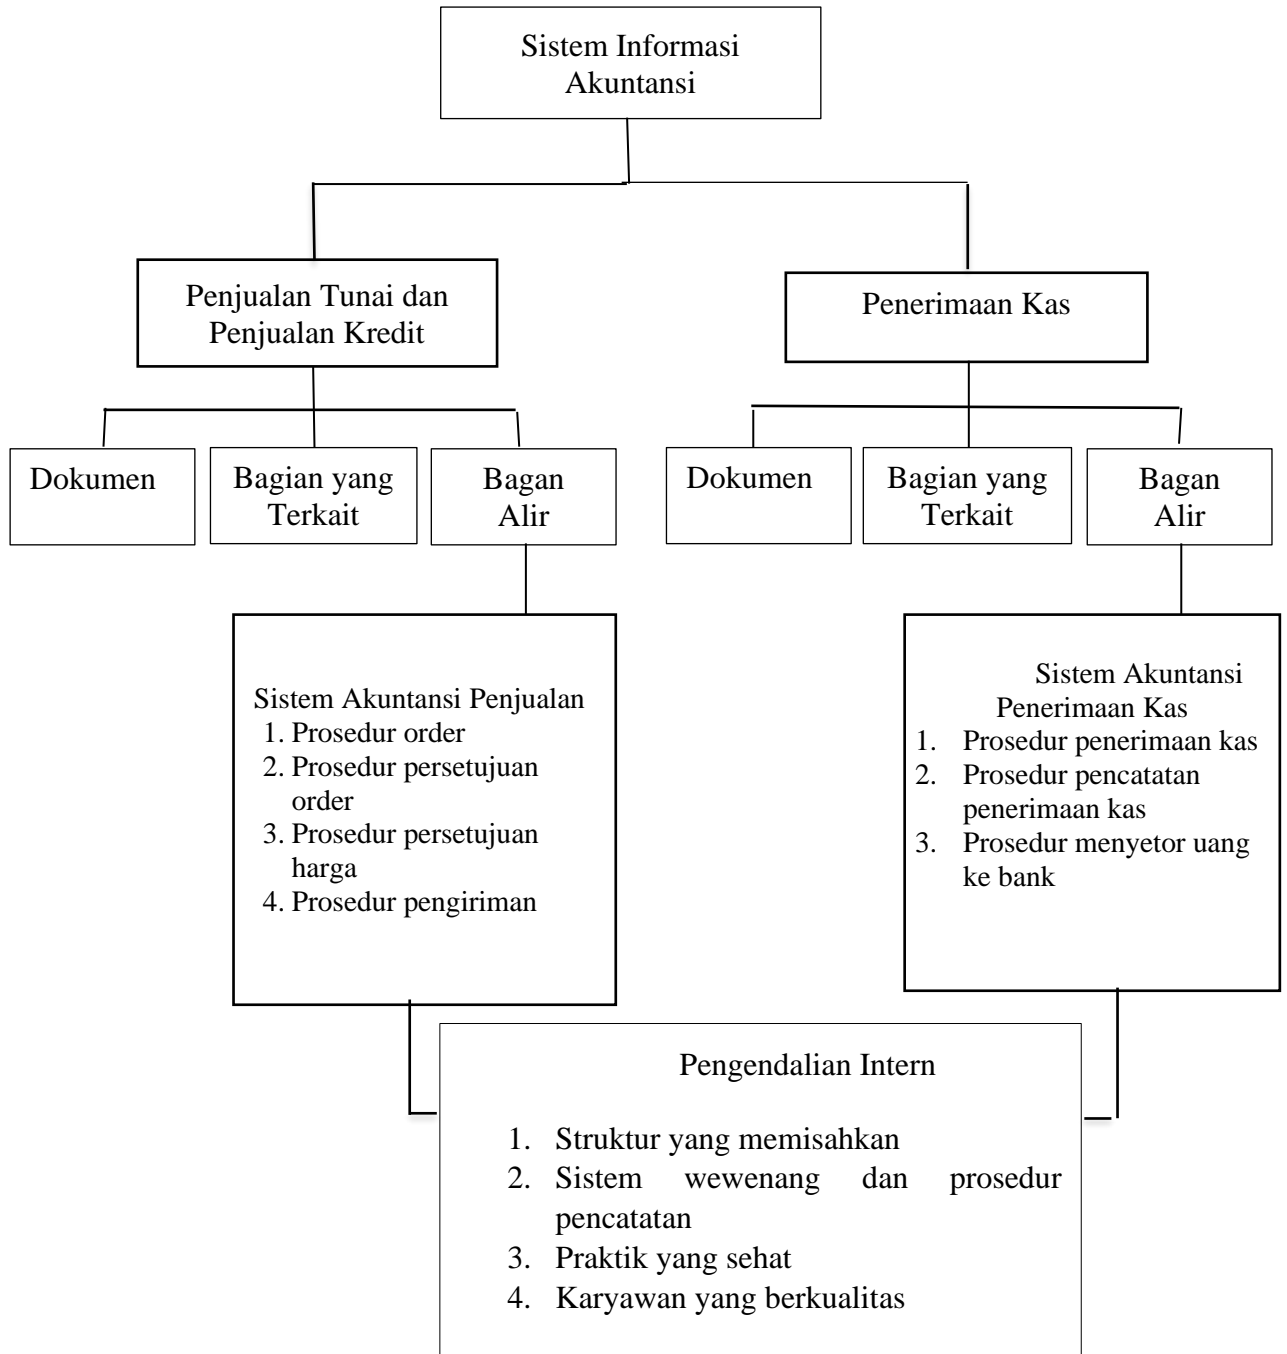 Sistem Informasi
Akuntansi
Penjualan Tunai dan
Penjualan Kredit
Penerimaan Kas
Dokumen
Bagian yang
Terkait
Bagan
Alir
Dokumen
Bagian yang
Terkait
Bagan
Alir
Sistem Akuntansi Penjualan
1. Prosedur order
2. Prosedur persetujuan
order
3. Prosedur persetujuan
harga
4. Prosedur pengiriman
Sistem Akuntansi
Penerimaan Kas
1. Prosedur penerimaan kas
2. Prosedur pencatatan
penerimaan kas
3. Prosedur menyetor uang
ke bank
Pengendalian Intern
1. Struktur yang memisahkan
2. Sistem wewenang dan prosedur
pencatatan
3. Praktik yang sehat
4. Karyawan yang berkualitas